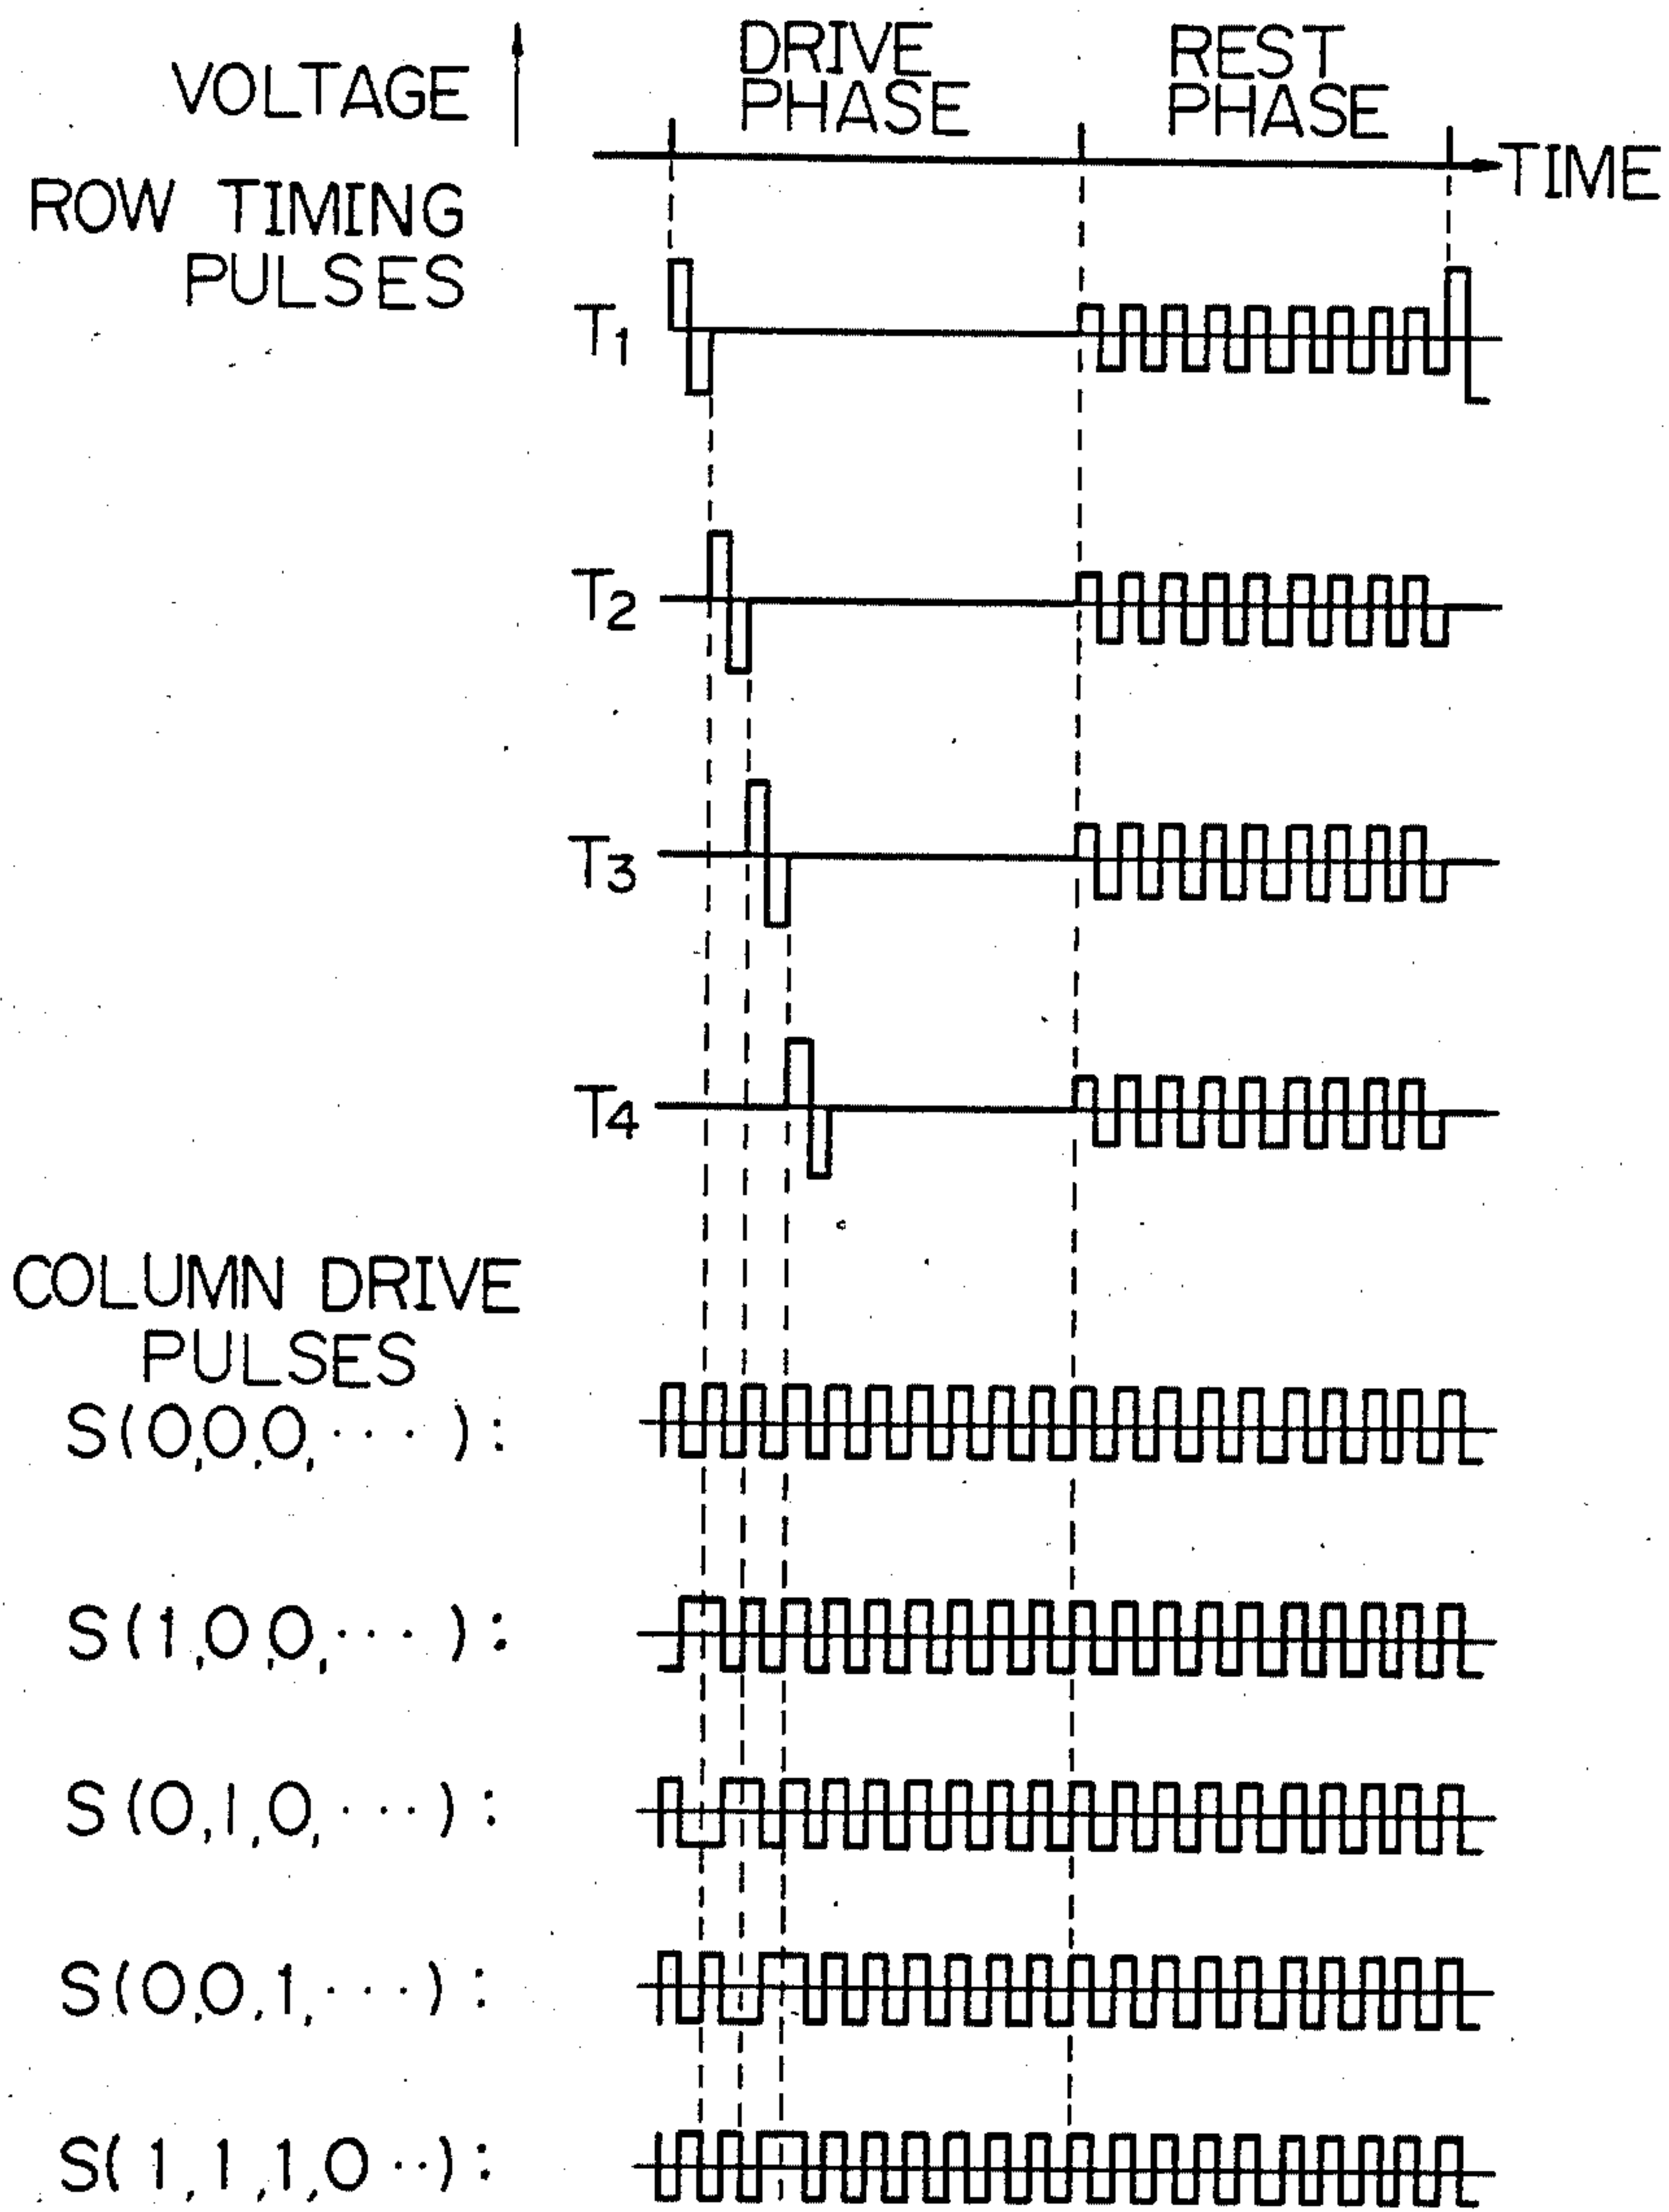 VOLTAGE
DRIVE
PHASE
REST
PHASE
TIME
ROW TIMING
PULSES
T1
T2
T3
T4
COLUMN DRIVE
PULSES
S(0,0,0,···):
S(1,0,0,···):
S(0,1,0,···):
S(0,0,1,···):
S(1,1,1,0··):